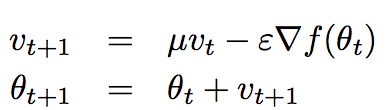 v_{t+1} = μv_t − ε∇f(θ_t)
θ_{t+1} = θ_t + v_{t+1}